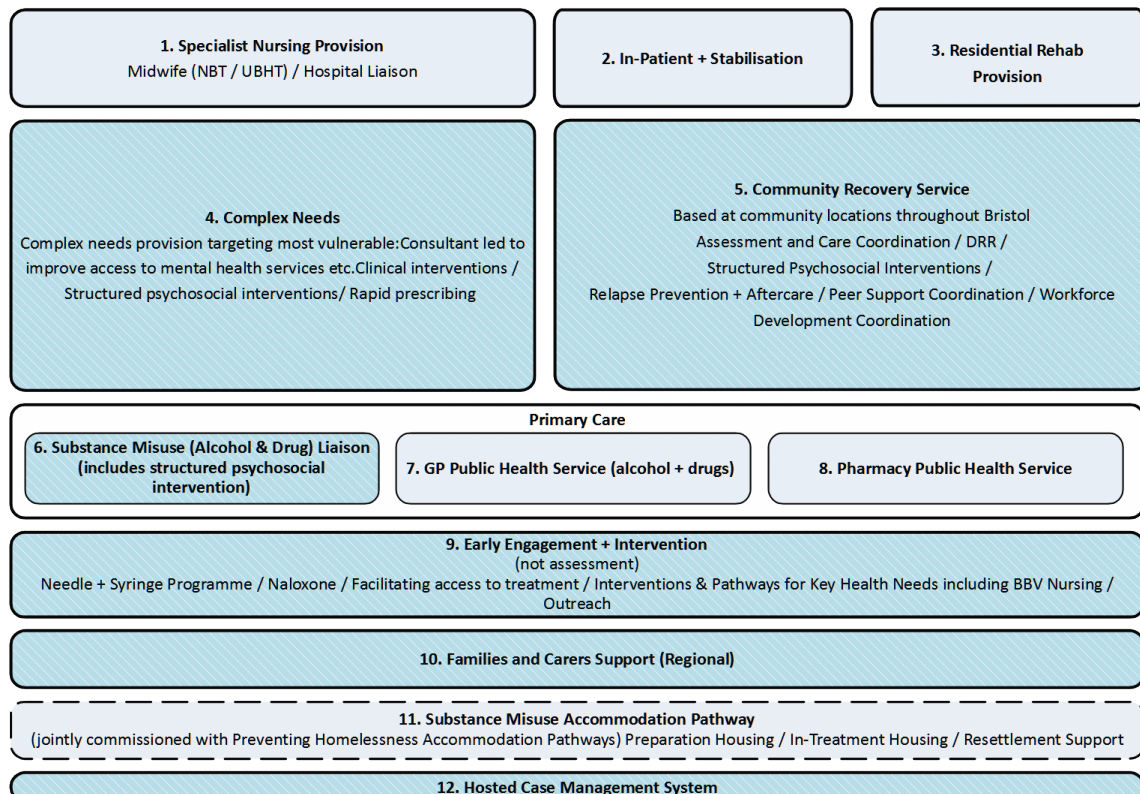 1. Specialist Nursing Provision
Midwife (NBT / UBHT) / Hospital Liaison
2. In-Patient + Stabilisation
3. Residential Rehab
Provision
4. Complex Needs
Complex needs provision targeting most vulnerable:Consultant led to
improve access to mental health services etc.Clinical interventions /
Structured psychosocial interventions/ Rapid prescribing
5. Community Recovery Service
Based at community locations throughout Bristol
Assessment and Care Coordination / DRR /
Structured Psychosocial Interventions /
Relapse Prevention + Aftercare / Peer Support Coordination / Workforce
Development Coordination
Primary Care
6. Substance Misuse (Alcohol & Drug) Liaison
(includes structured psychosocial
intervention)
7. GP Public Health Service (alcohol + drugs)
8. Pharmacy Public Health Service
9. Early Engagement + Intervention
(not assessment)
Needle + Syringe Programme / Naloxone / Facilitating access to treatment / Interventions & Pathways for Key Health Needs including BBV Nursing /
Outreach
10. Families and Carers Support (Regional)
11. Substance Misuse Accommodation Pathway
(jointly commissioned with Preventing Homelessness Accommodation Pathways) Preparation Housing / In-Treatment Housing / Resettlement Support
12. Hosted Case Management System